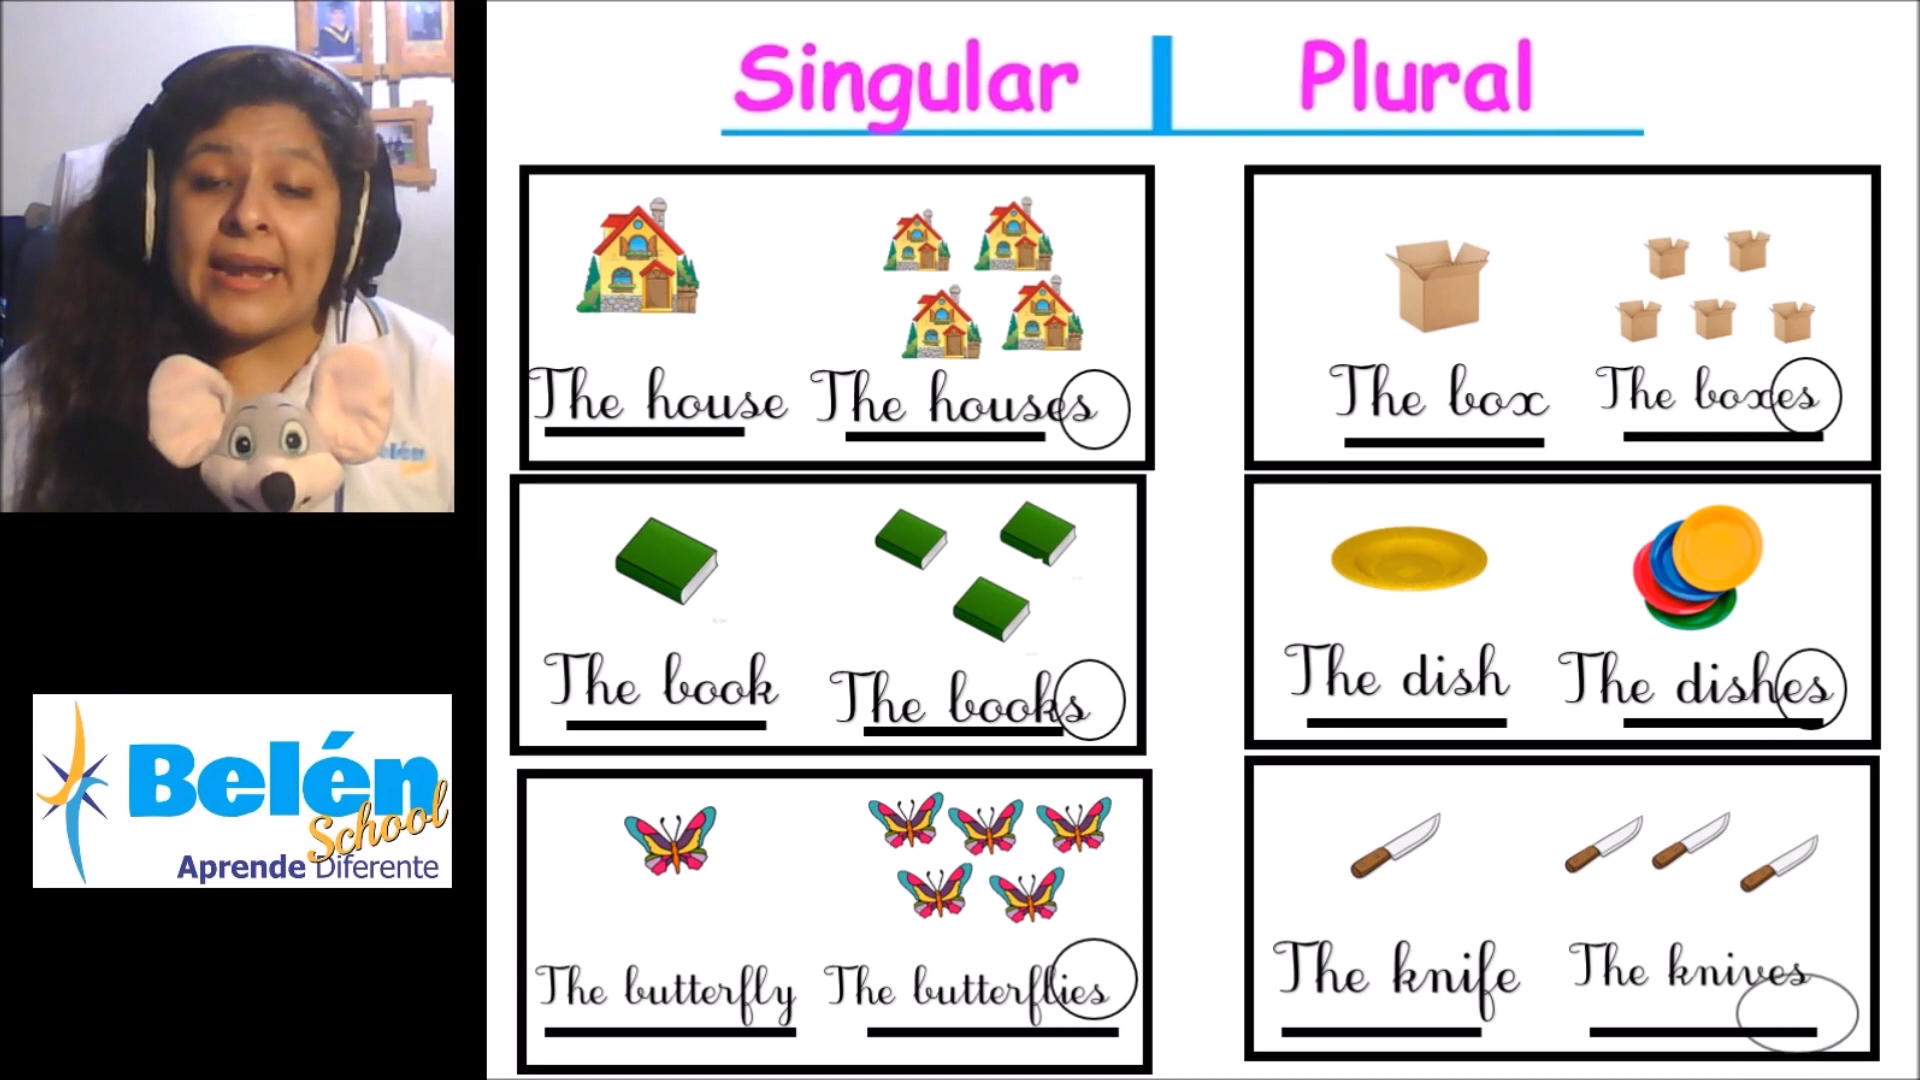 Singular Plural
The house The houses
The box The boxes
The book The books
The dish The dishes
The butterfly The butterflies
The knife The knives
Belén
School
Aprende Diferente